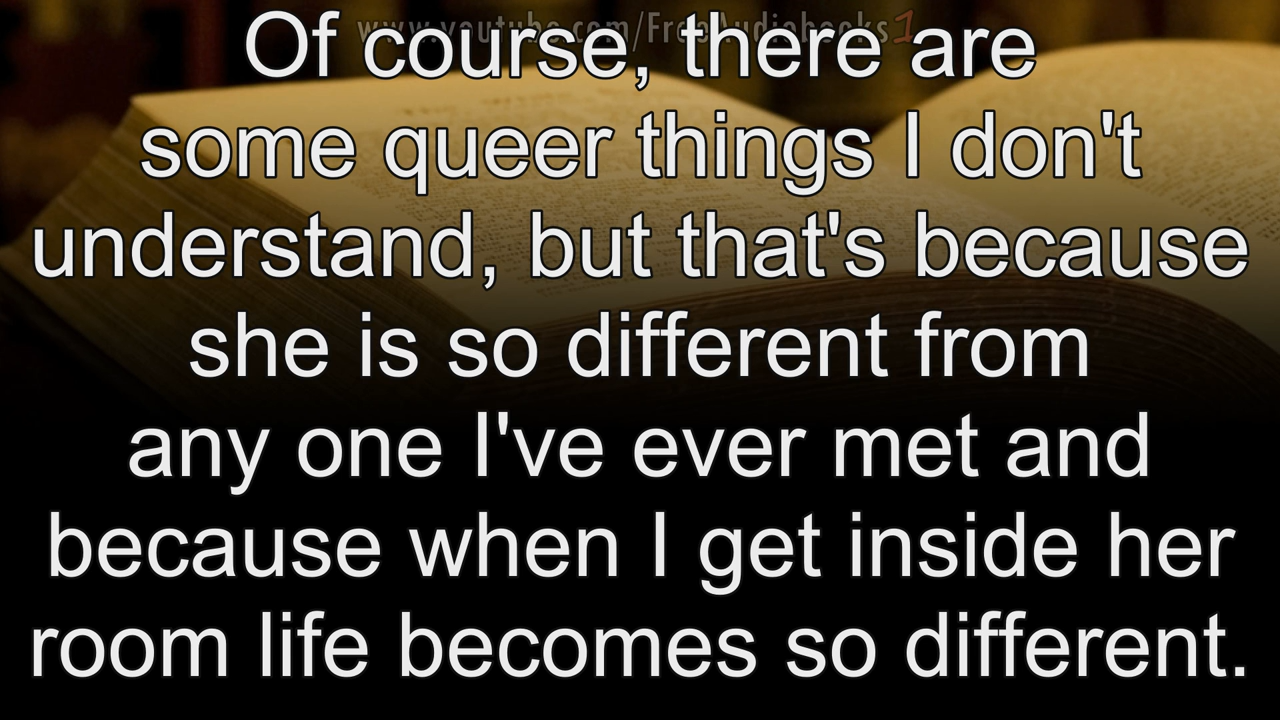 www.youtube.com/FreeAudiobooks1
Of course, there are
some queer things I don't
understand, but that's because
she is so different from
any one I've ever met and
because when I get inside her
room life becomes so different.